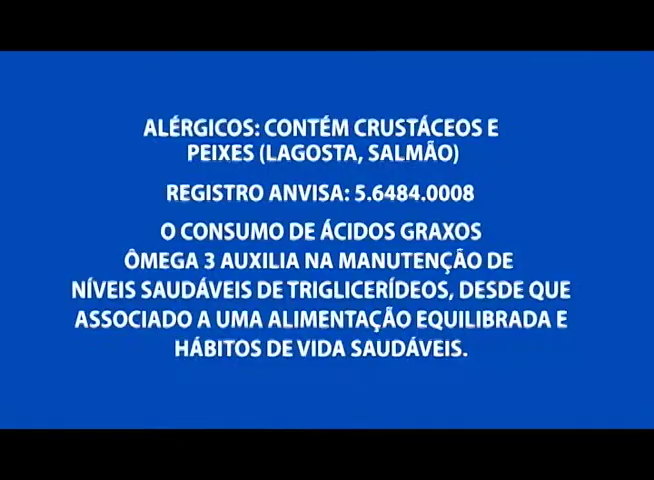 ALÉRGICOS: CONTÉM CRUSTÁCEOS E
PEIXES (LAGOSTA, SALMÃO)
REGISTRO ANVISA: 5.6484.0008
O CONSUMO DE ÁCIDOS GRAXOS
ÔMEGA 3 AUXILIA NA MANUTENÇÃO DE
NÍVEIS SAUDÁVEIS DE TRIGLICERÍDEOS, DESDE QUE
ASSOCIADO A UMA ALIMENTAÇÃO EQUILIBRADA E
HÁBITOS DE VIDA SAUDÁVEIS.